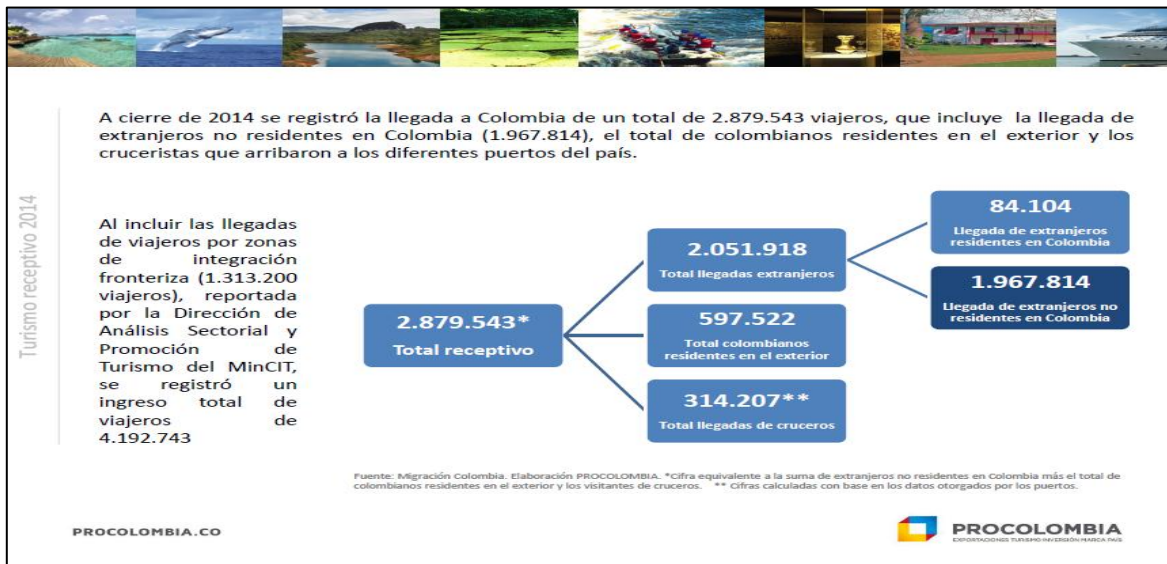 A cierre de 2014 se registró la llegada a Colombia de un total de 2.879.543 viajeros, que incluye la llegada de
extranjeros no residentes en Colombia (1.967.814), el total de colombianos residentes en el exterior y los
cruceristas que arribaron a los diferentes puertos del país.
Turismo receptivo 2014
Al incluir las llegadas
de viajeros por zonas
de integración
fronteriza (1.313.200
viajeros), reportada
por la Dirección de
Análisis Sectorial y
Promoción de
Turismo del MinCIT,
se registró un
ingreso total de
viajeros de
4.192.743
2.879.543*
Total receptivo
2.051.918
Total llegadas extranjeros
597.522
Total colombianos
residentes en el exterior
314.207**
Total llegadas de cruceros
84.104
Llegada de extranjeros
residentes en Colombia
1.967.814
Llegada de extranjeros no
residentes en Colombia
Fuente: Migración Colombia. Elaboración PROCOLOMBIA. *Cifra equivalente a la suma de extranjeros no residentes en Colombia más el total de
colombianos residentes en el exterior y los visitantes de cruceros. ** Cifras calculadas con base en los datos otorgados por los puertos.
PROCOLOMBIA.CO
PROCOLOMBIA
EXPORTACIONES TURISMO INVERSIÓN MARCA PAÍS